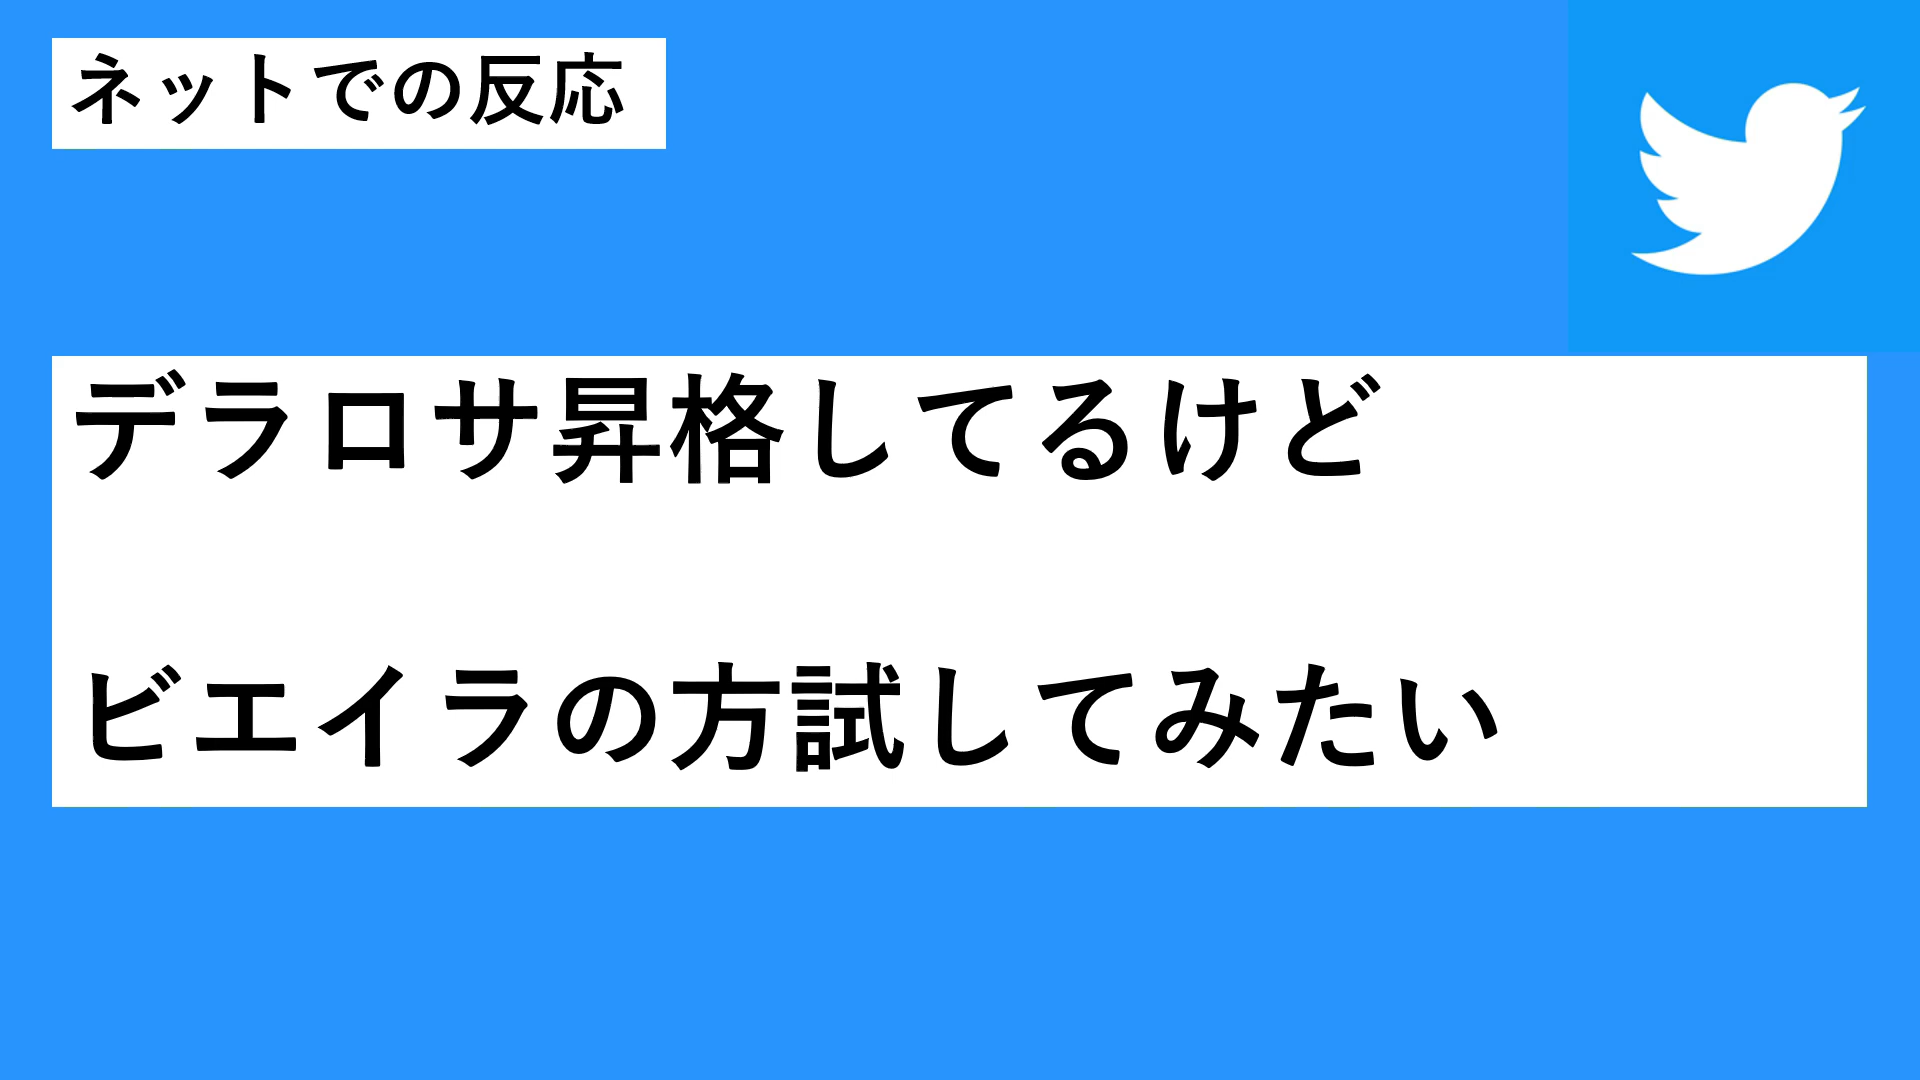 ネットでの反応
デラロサ昇格してるけど
ビエイラの方試してみたい